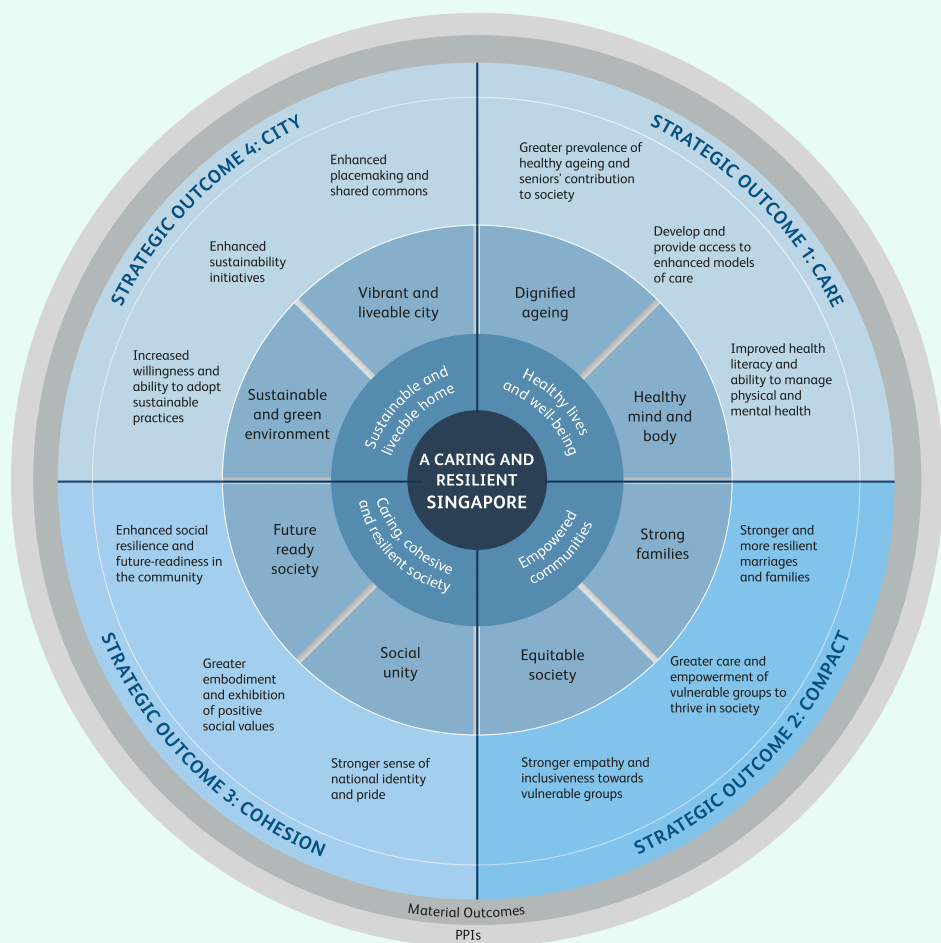 STRATEGIC OUTCOME 4: CITY
Enhanced
placemaking and
shared commons
Enhanced
sustainability
initiatives
Increased
willingness and
ability to adopt
sustainable
practices
Vibrant and
liveable city
Sustainable
and green
environment
Sustainable and
liveable home
STRATEGIC OUTCOME 1: CARE
Greater prevalence of
healthy ageing and
seniors' contribution
to society
Develop and
provide access to
enhanced models
of care
Improved health
literacy and
ability to manage
physical and
mental health
Dignified
ageing
Healthy
mind and
body
Healthy lives
and well-being
A CARING AND
RESILIENT
SINGAPORE
Caring, cohesive
and resilient society
Future
ready
society
Social
unity
Enhanced social
resilience and
future-readiness in
the community
Greater
embodiment
and exhibition
of positive
social values
Stronger sense of
national identity
and pride
STRATEGIC OUTCOME 3: COHESION
Empowered
communities
Strong
families
Equitable
society
Stronger and
more resilient
marriages
and families
Greater care and
empowerment of
vulnerable groups to
thrive in society
Stronger empathy and
inclusiveness towards
vulnerable groups
STRATEGIC OUTCOME 2: COMPACT
Material Outcomes
PPIs